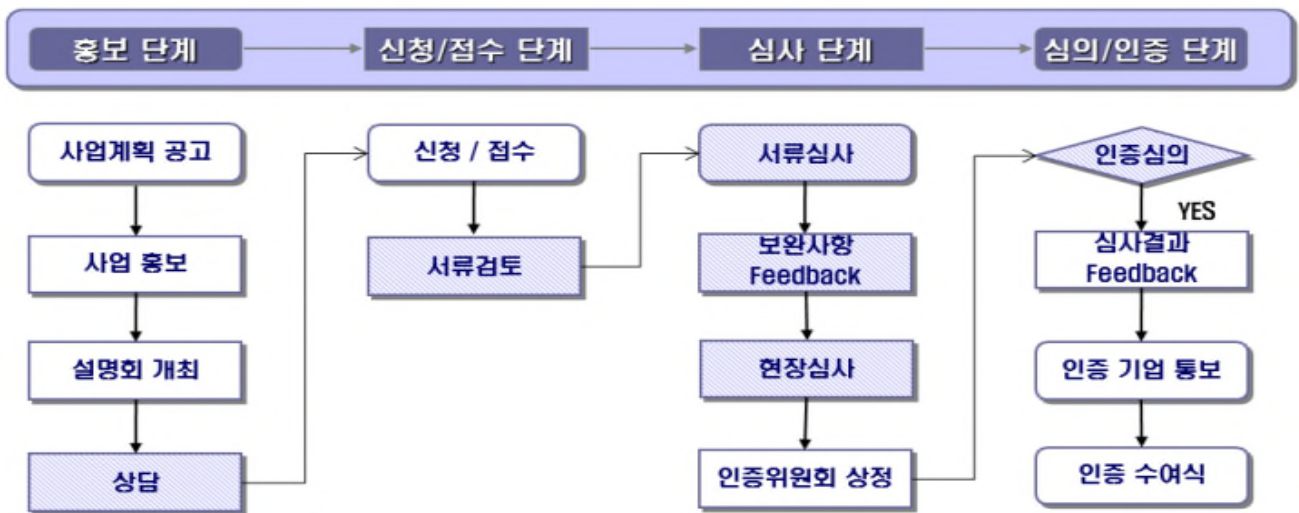 홍보 단계
신청/접수 단계
심사 단계
심의/인증 단계
사업계획 공고
사업 홍보
설명회 개최
상담
신청 / 접수
서류검토
서류심사
보완사항
Feedback
현장심사
인증위원회 상정
인증심의
YES
심사결과
Feedback
인증 기업 통보
인증 수여식